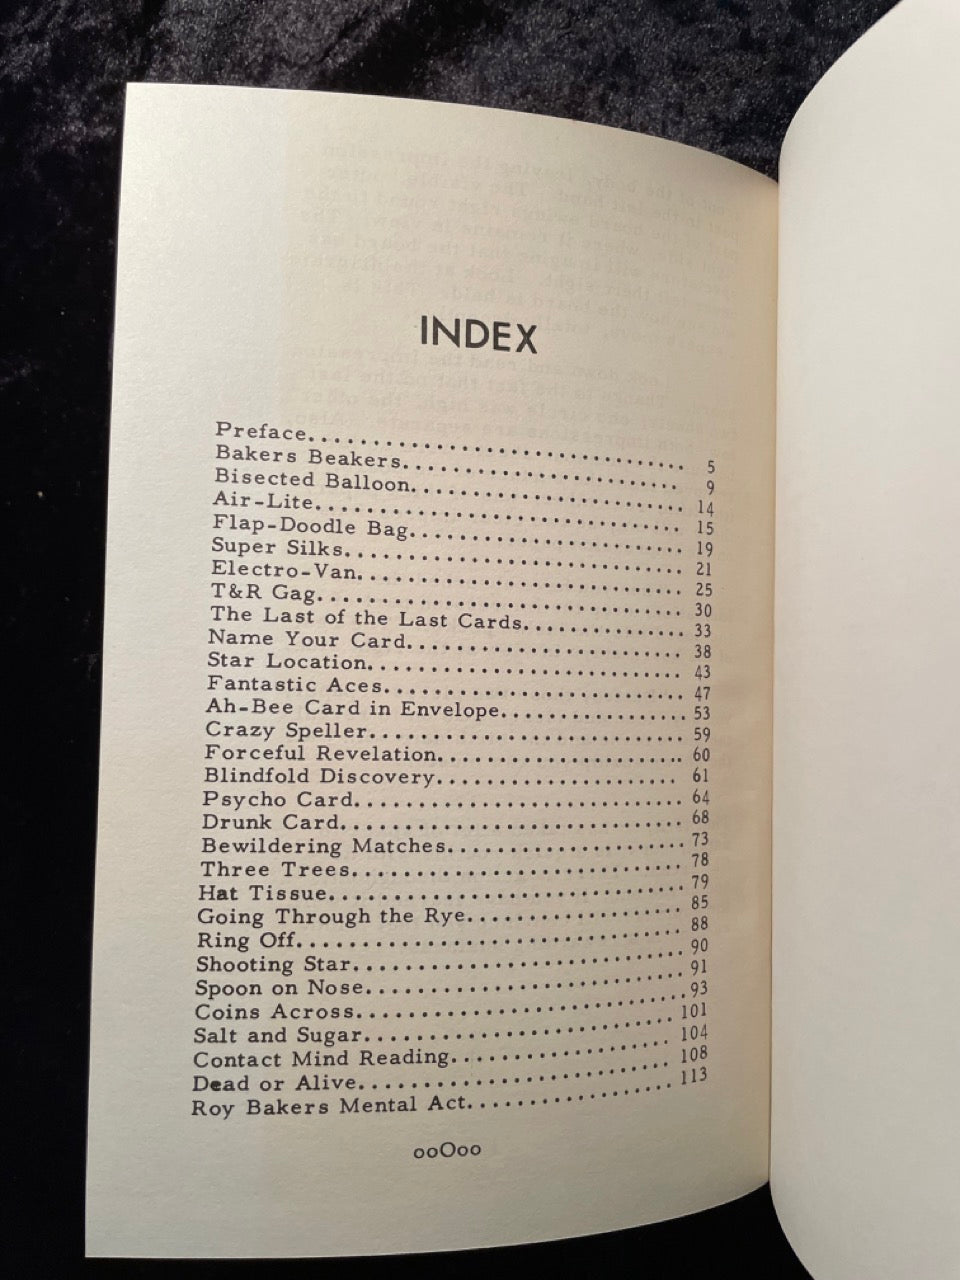 INDEX
Preface........................................ 5
Bakers Beakers............................. 9
Bisected Balloon............................ 14
Air-Lite...................................... 15
Flap-Doodle Bag............................ 19
Super Silks................................... 21
Electro-Van.................................. 25
T&R Gag...................................... 30
The Last of the Last Cards............... 33
Name Your Card............................ 38
Star Location................................ 43
Fantastic Aces.............................. 47
Ah-Bee Card in Envelope................. 53
Crazy Speller................................ 59
Forceful Revelation........................ 60
Blindfold Discovery........................ 61
Psycho Card................................. 64
Drunk Card.................................. 68
Bewildering Matches....................... 73
Three Trees.................................. 78
Hat Tissue................................... 79
Going Through the Rye.................... 85
Ring Off...................................... 88
Shooting Star................................ 90
Spoon on Nose.............................. 91
Coins Across................................ 93
Salt and Sugar.............................. 101
Contact Mind Reading..................... 104
Dead or Alive............................... 108
Roy Bakers Mental Act.................... 113
ooOoo